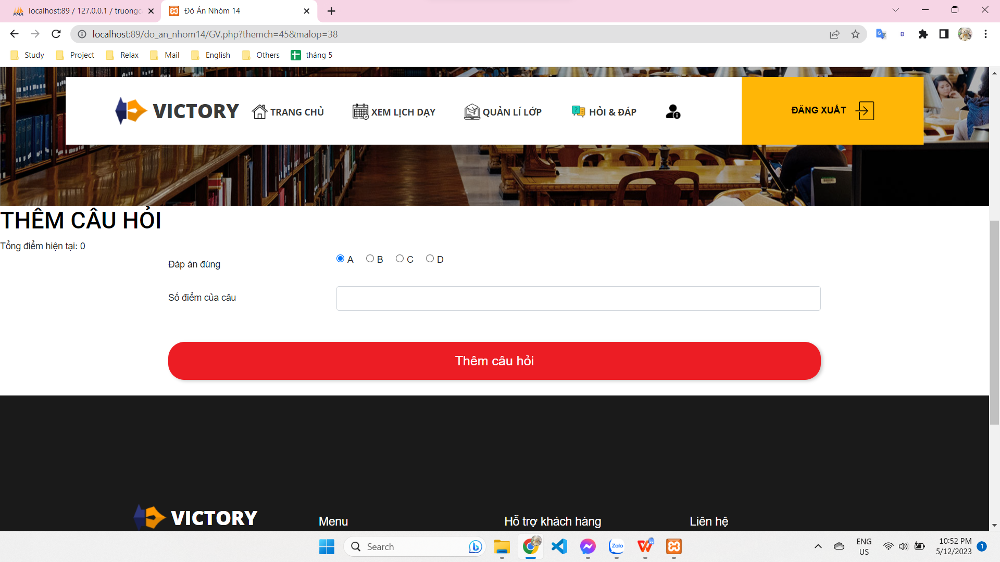 localhost:89 / 127.0.0.1 / truongc
Đồ Án Nhóm 14
localhost:89/do_an_nhom14/GV.php?themch=45&malop=38
B
Study
Project
Relax
Mail
English
Others
tháng 5
VICTORY
TRANG CHỦ
XEM LỊCH DẠY
QUẢN LÍ LỚP
HỎI & ĐÁP
ĐĂNG XUẤT
THÊM CÂU HỎI
Tổng điểm hiện tại: 0
Đáp án đúng
A
B
C
D
Số điểm của câu
Thêm câu hỏi
VICTORY
Menu
Hỗ trợ khách hàng
Liên hệ
Search
Zalo
ENG
US
10:52 PM
5/12/2023
1